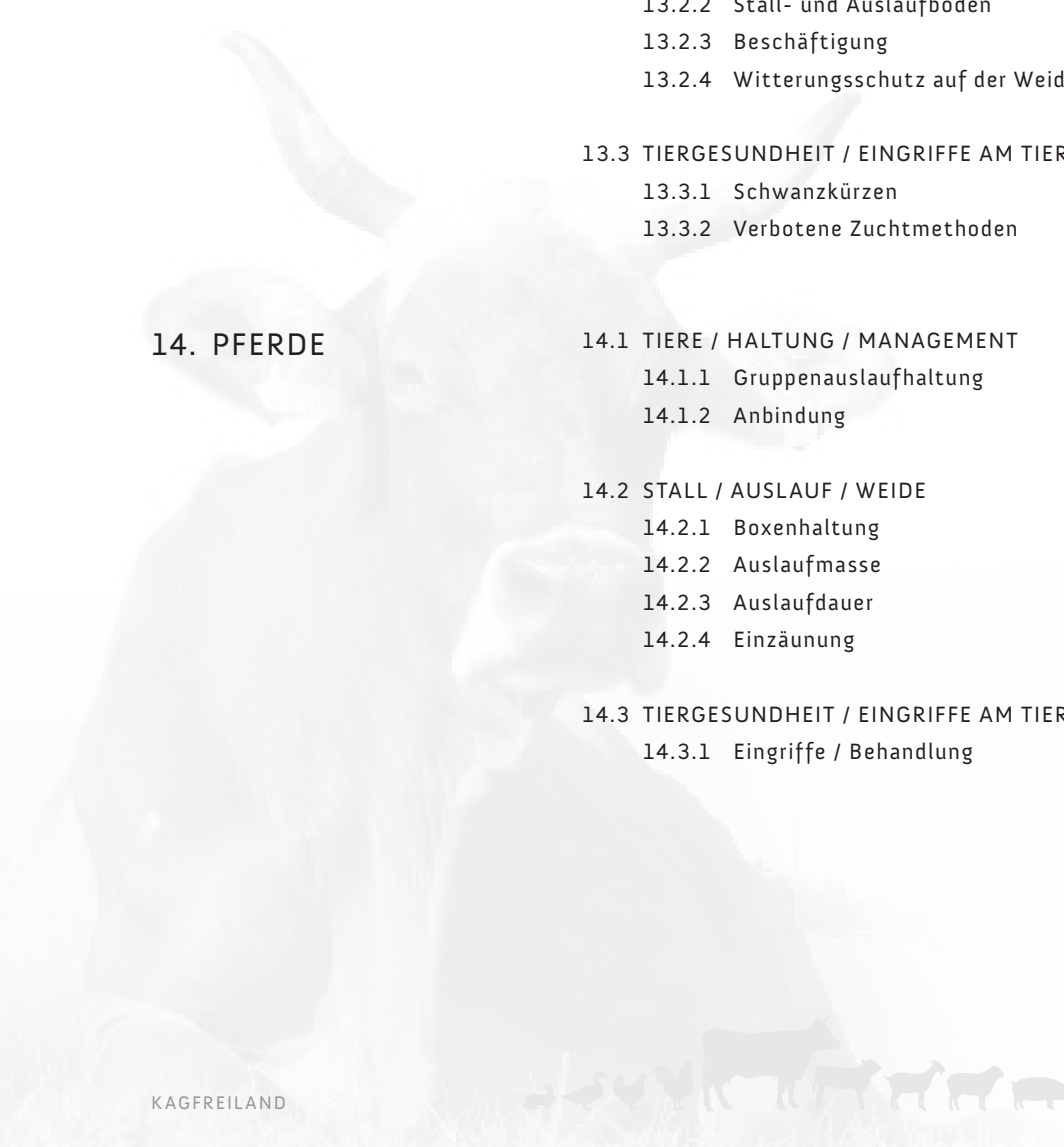 13.2.2 Stall- und Auslaufböden
13.2.3 Beschäftigung
13.2.4 Witterungsschutz auf der Weid
13.3 TIERGESUNDHEIT / EINGRIFFE AM TIER
13.3.1 Schwanzkürzen
13.3.2 Verbotene Zuchtmethoden
14. PFERDE
14.1 TIERE / HALTUNG / MANAGEMENT
14.1.1 Gruppenauslaufhaltung
14.1.2 Anbindung
14.2 STALL / AUSLAUF / WEIDE
14.2.1 Boxenhaltung
14.2.2 Auslaufmasse
14.2.3 Auslaufdauer
14.2.4 Einzäunung
14.3 TIERGESUNDHEIT / EINGRIFFE AM TIER
14.3.1 Eingriffe / Behandlung
KAGFREILAND